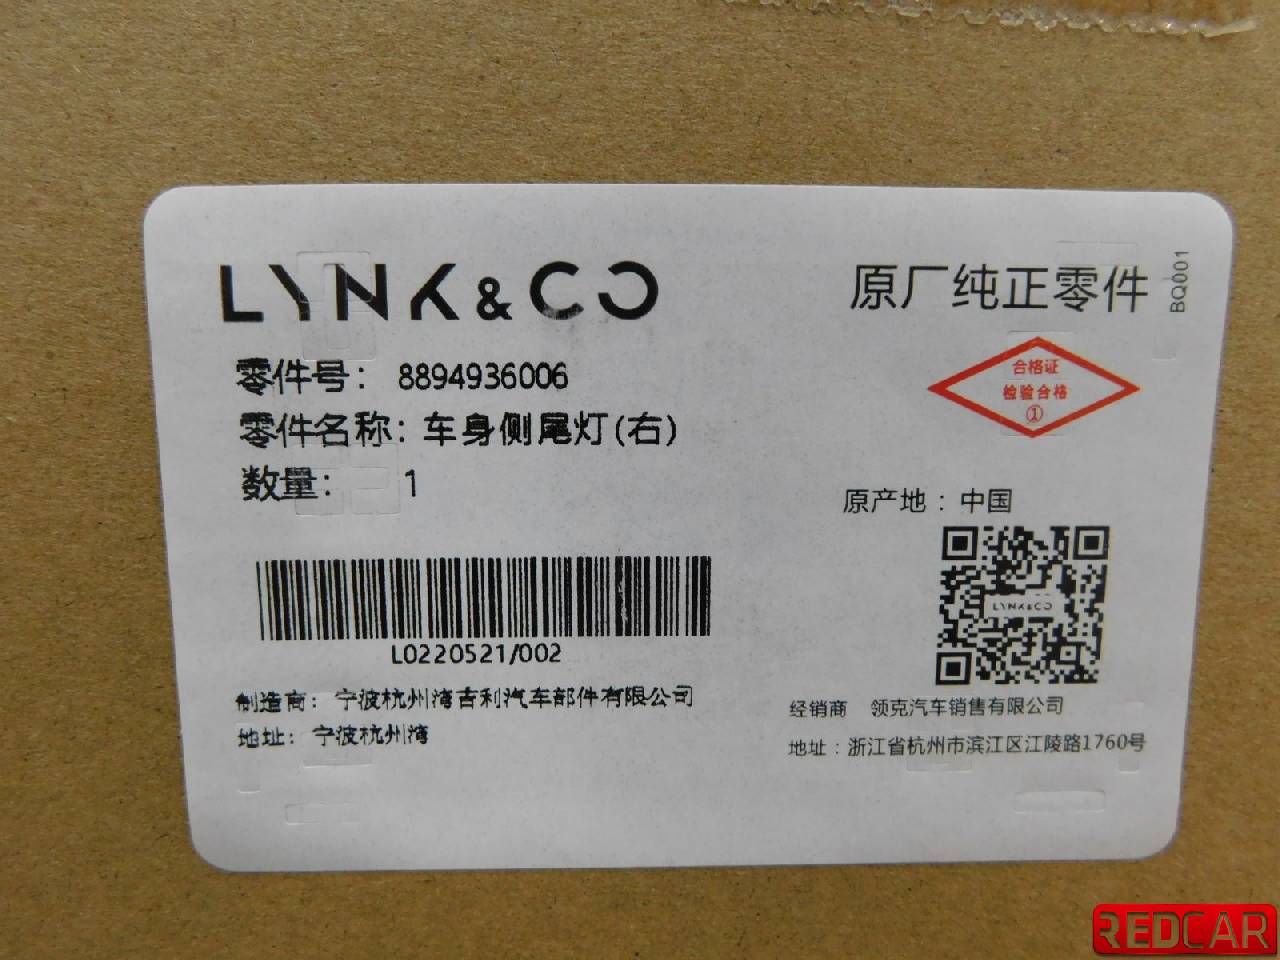 LYNK & CO
原厂纯正零件
BQ001
零件号： 8894936006
零件名称：车身侧尾灯(右)
数量： 1
合格证
检验合格
①
原产地：中国
LYNK&CO
L0220521/002
制造商：宁波杭州湾吉利汽车部件有限公司
地址：宁波杭州湾
经销商 领克汽车销售有限公司
地址：浙江省杭州市滨江区江陵路1760号
REDCAR